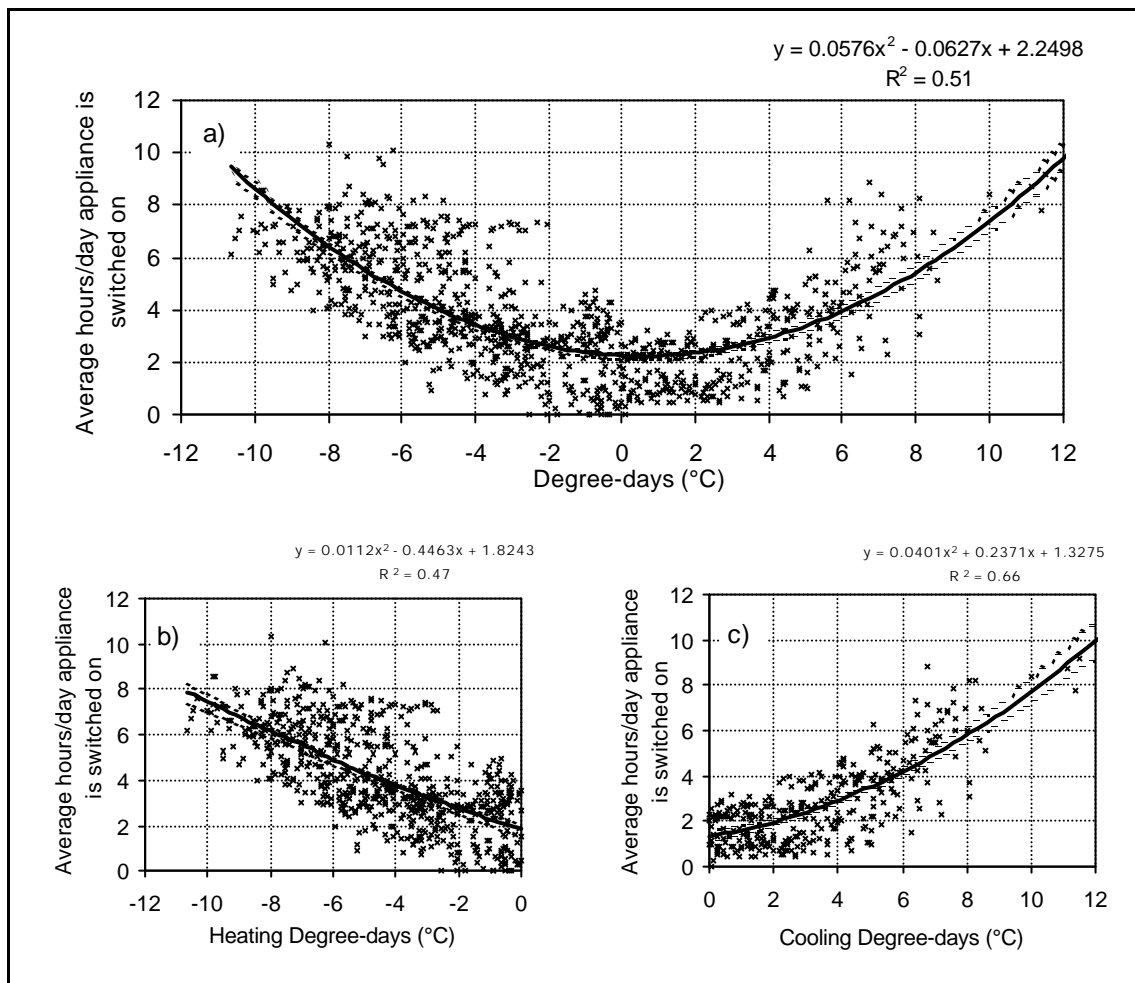 y = 0.0576x² - 0.0627x + 2.2498
R² = 0.51
Average hours/day appliance is
switched on
a)
12
10
8
6
4
2
0
-12 -10 -8 -6 -4 -2 0 2 4 6 8 10 12
Degree-days (°C)
y = 0.0112x² - 0.4463x + 1.8243
R² = 0.47
Average hours/day appliance
is switched on
b)
12
10
8
6
4
2
0
-12 -10 -8 -6 -4 -2 0
Heating Degree-days (°C)
y = 0.0401x² + 0.2371x + 1.3275
R² = 0.66
Average hours/day appliance
is switched on
c)
12
10
8
6
4
2
0
0 2 4 6 8 10 12
Cooling Degree-days (°C)